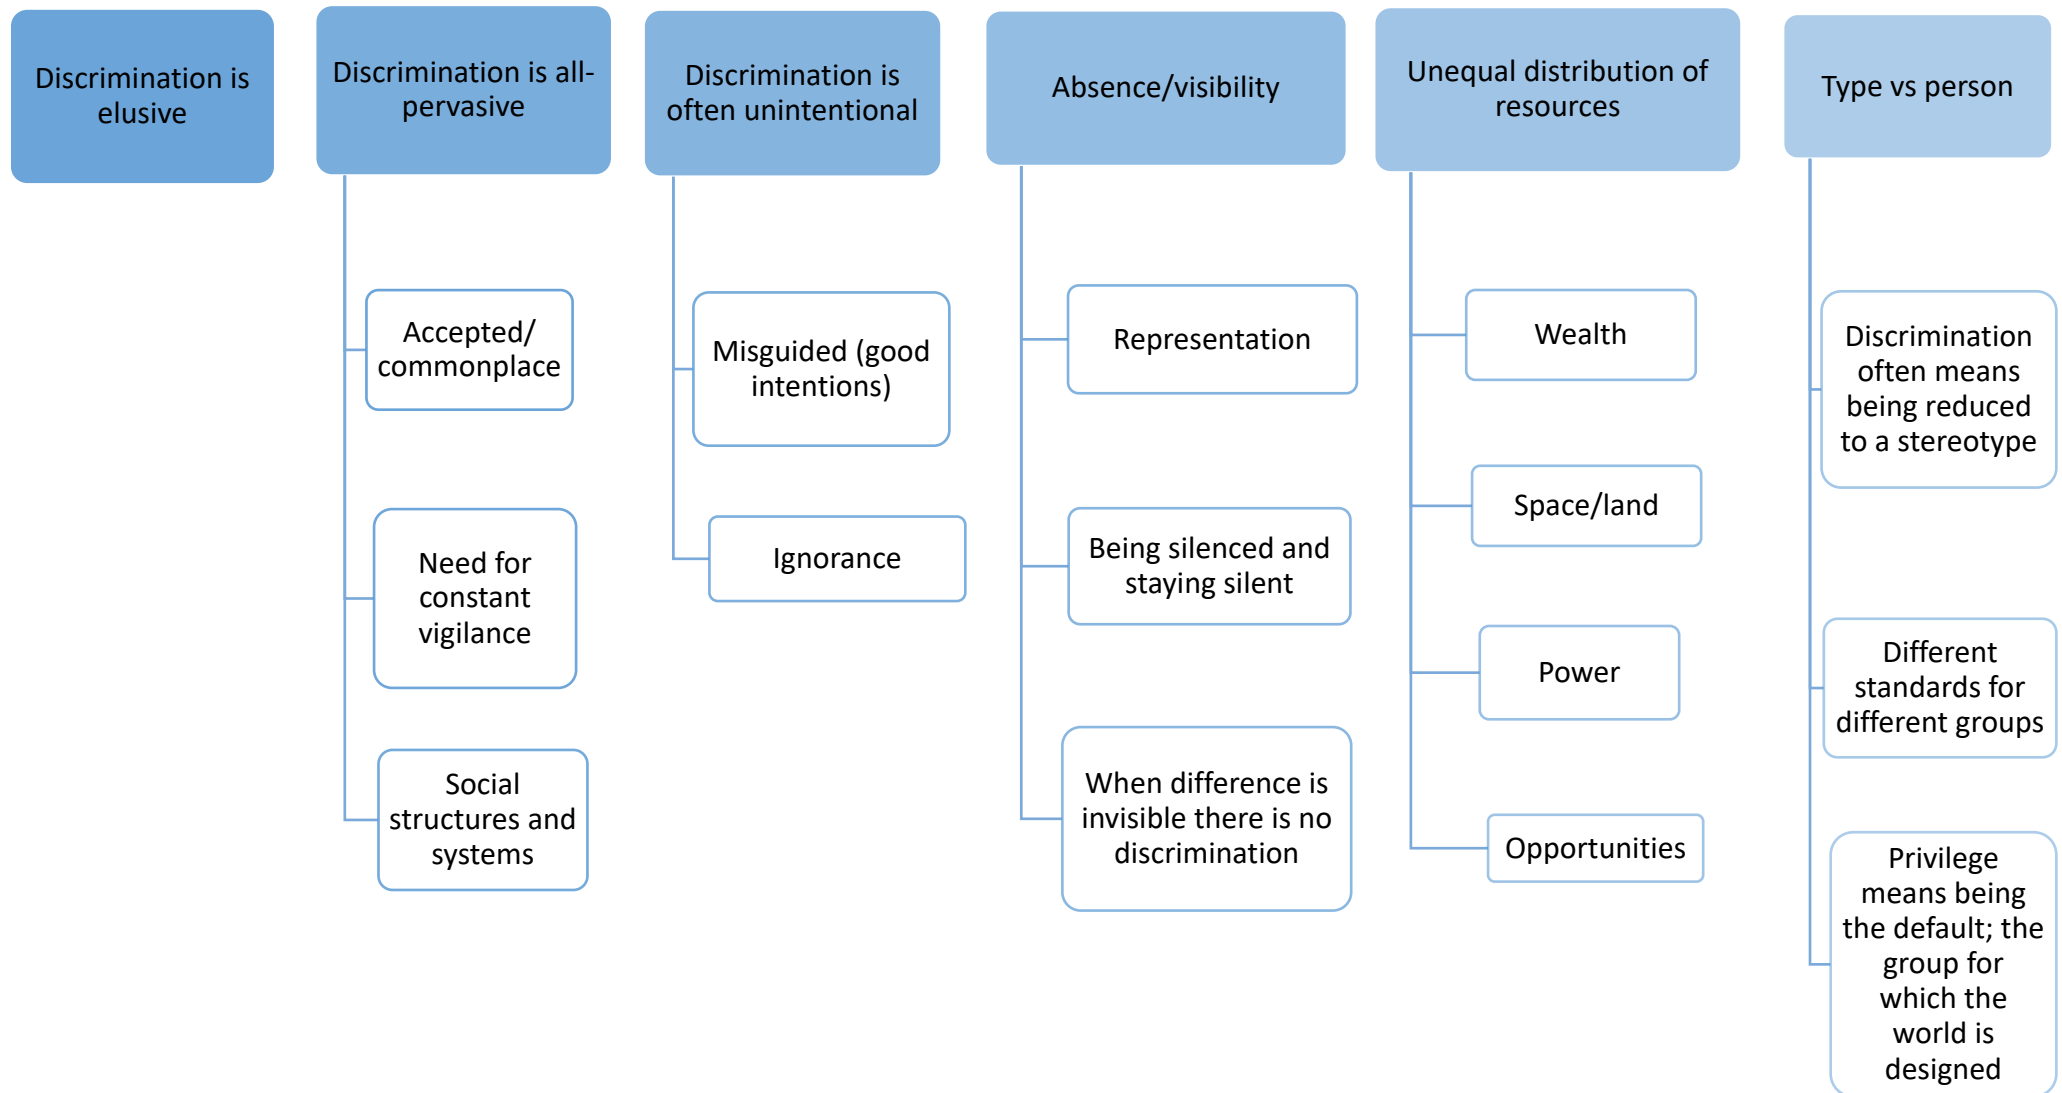 Discrimination is
elusive
Discrimination is all-
pervasive
Accepted/
commonplace
Need for
constant
vigilance
Social
structures and
systems
Discrimination is
often unintentional
Misguided (good
intentions)
Ignorance
Absence/visibility
Representation
Being silenced and
staying silent
When difference is
invisible there is no
discrimination
Unequal distribution of
resources
Wealth
Space/land
Power
Opportunities
Type vs person
Discrimination
often means
being reduced
to a stereotype
Different
standards for
different groups
Privilege
means being
the default; the
group for
which the
world is
designed